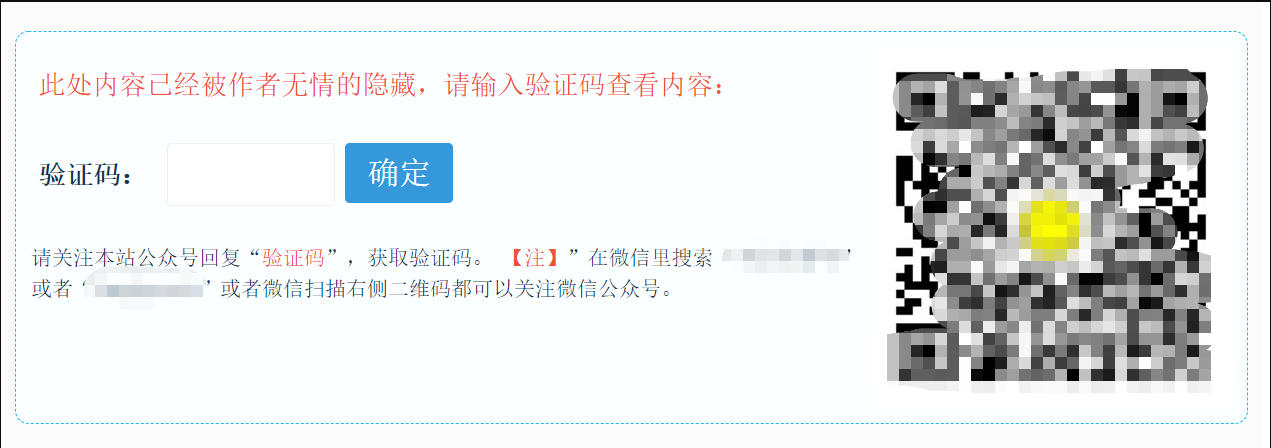 此处内容已经被作者无情的隐藏，请输入验证码查看内容：
验证码：
确定
请关注本站公众号回复“验证码”，获取验证码。 【注】”在微信里搜索“”
或者“”或者微信扫描右侧二维码都可以关注微信公众号。